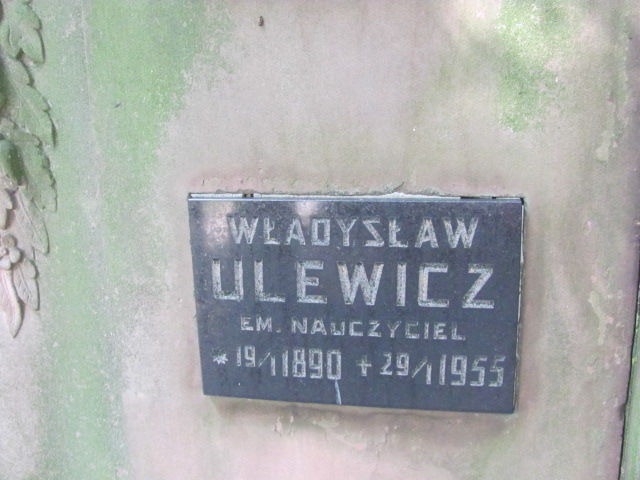 WŁADYSŁAW
ULEWICZ
EM. NAUCZYCIEL
* 19/I 1890 + 29/I 1955